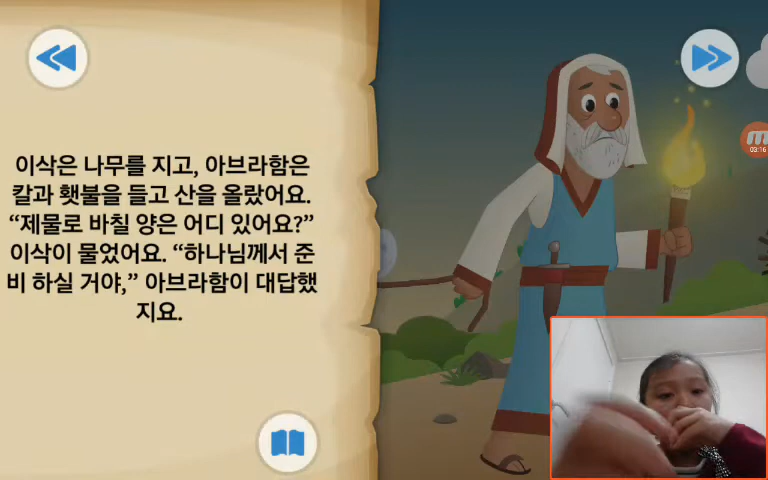 이삭은 나무를 지고, 아브라함은
칼과 횃불을 들고 산을 올랐어요.
“제물로 바칠 양은 어디 있어요?”
이삭이 물었어요. “하나님께서 준
비 하실 거야,” 아브라함이 대답했
지요.
03:16